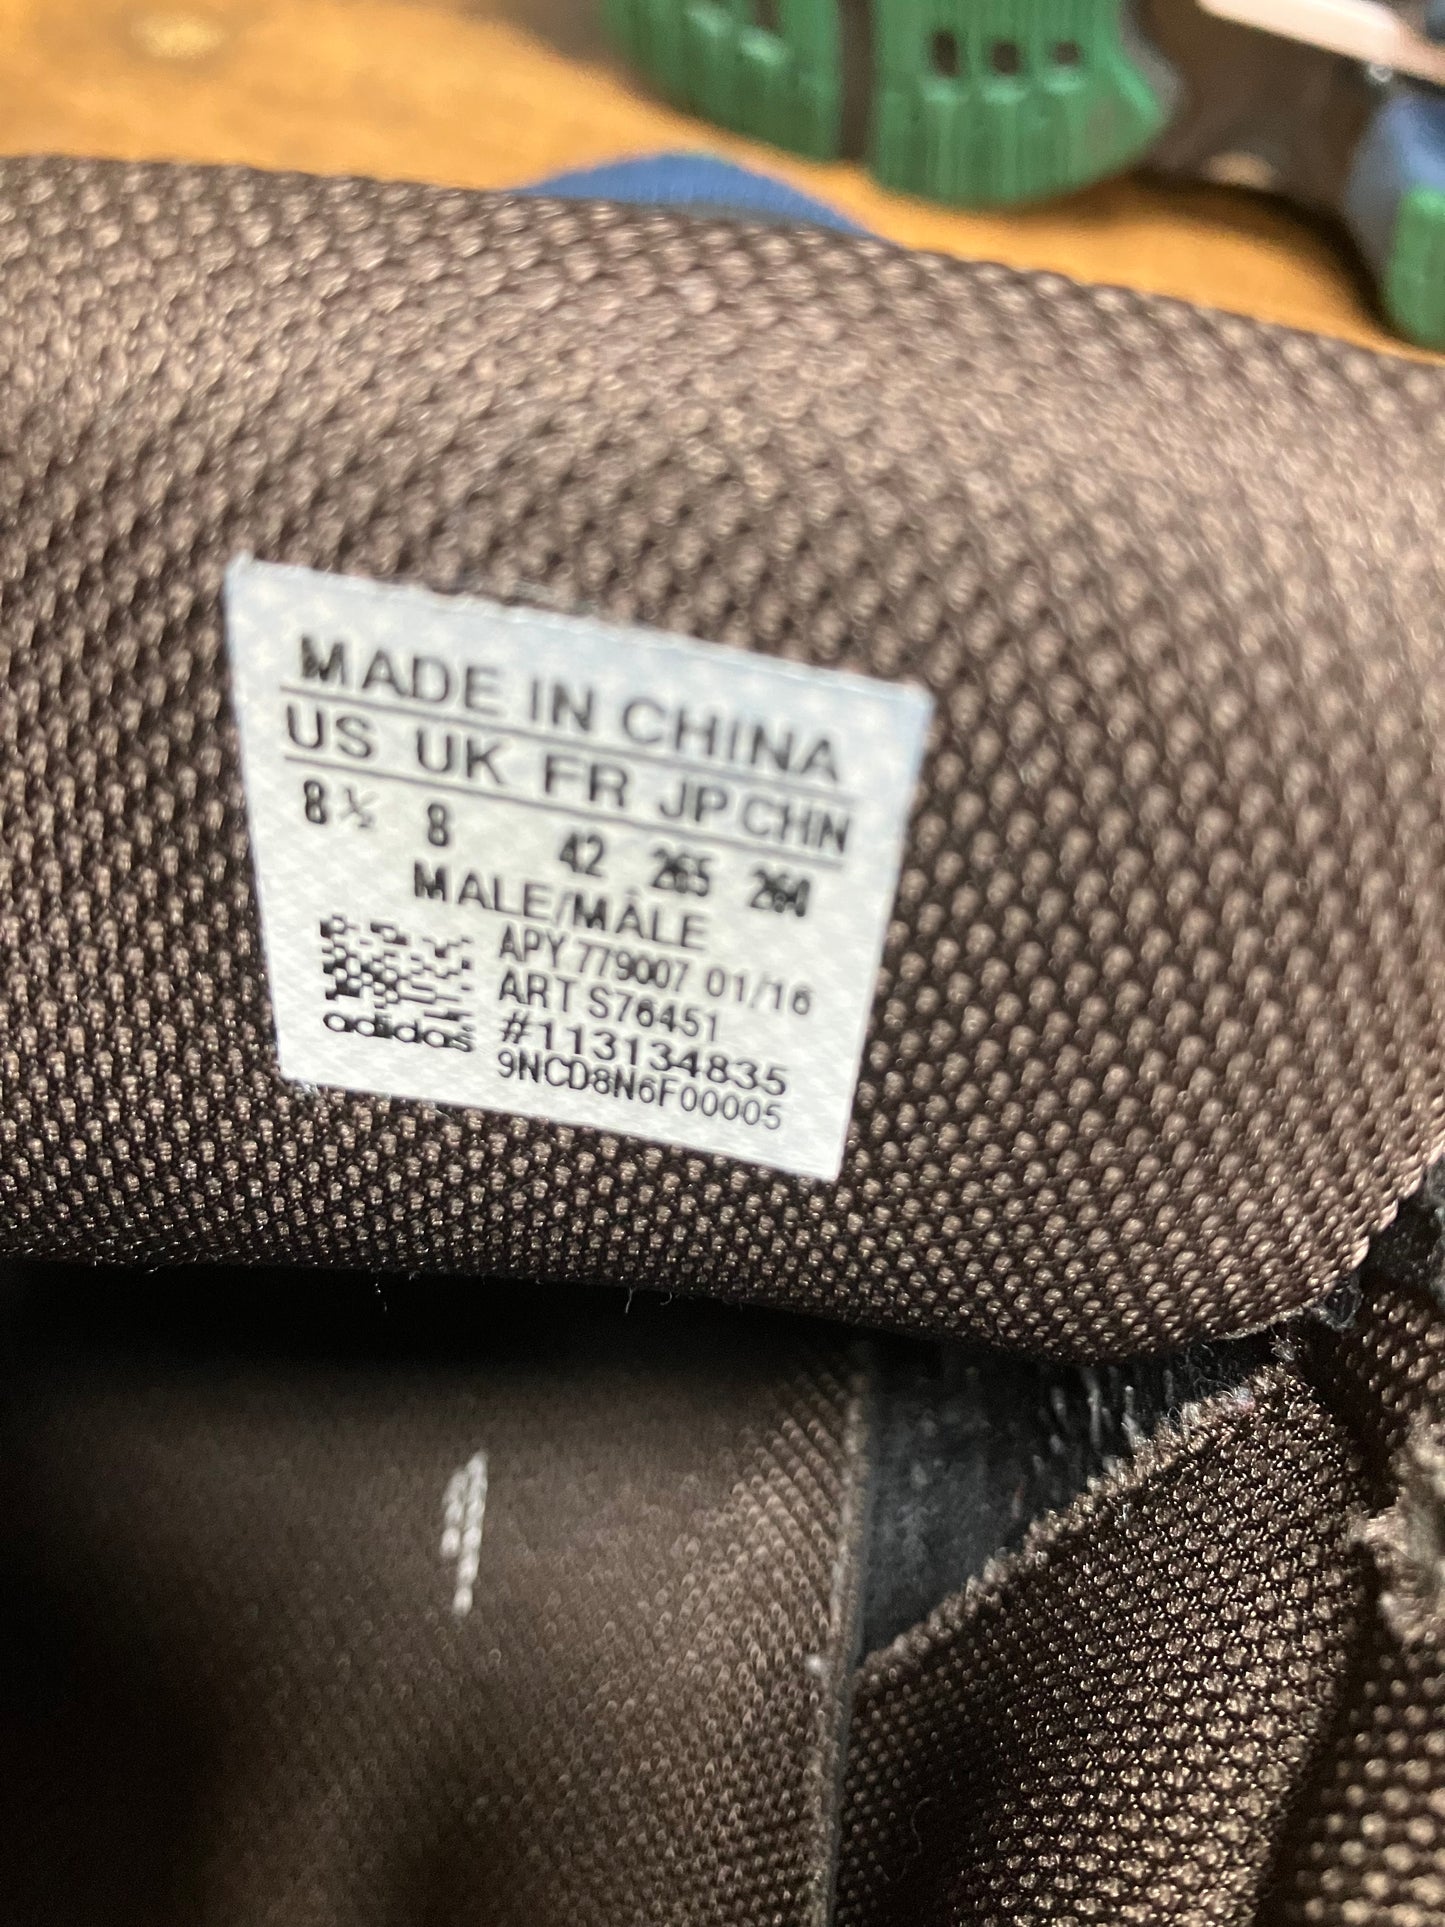 MADE IN CHINA
US UK FR JP CHN
8½ 8 42 265 260
MALE/MÂLE
APY 779007 01/16
ART S76451
#113134835
9NCD8N6F00005
adidas